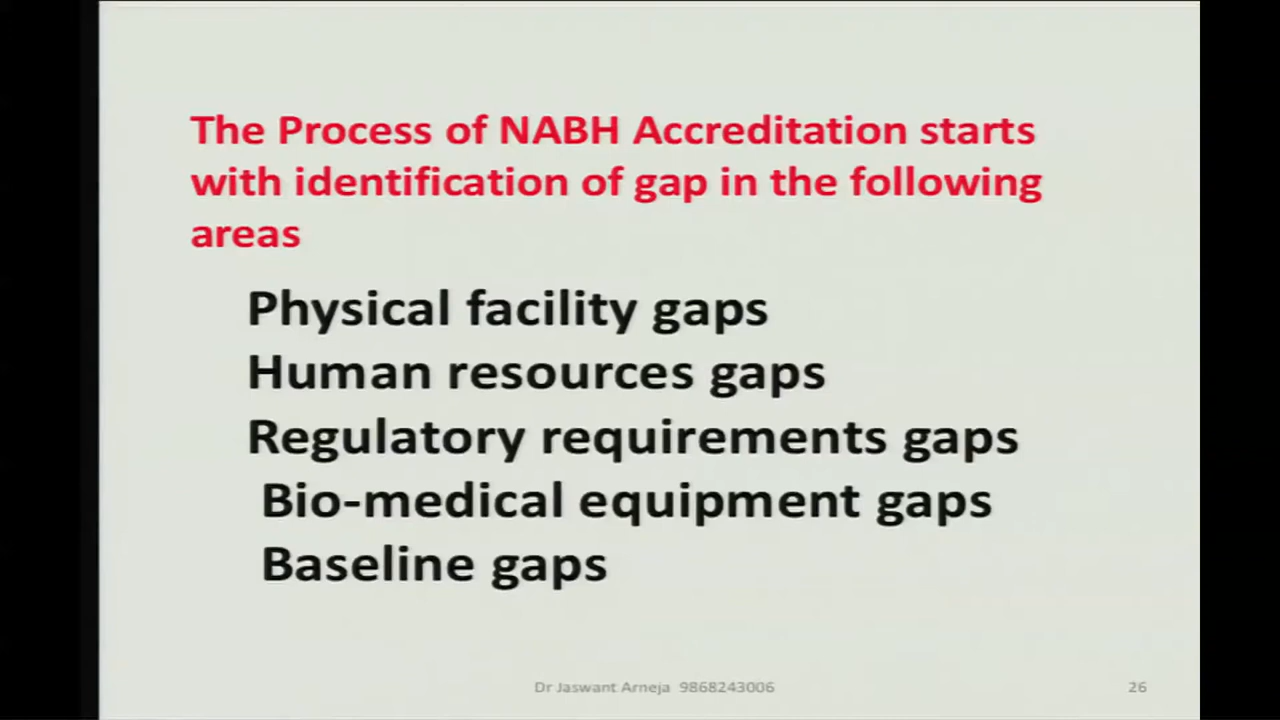 The Process of NABH Accreditation starts
with identification of gap in the following
areas
Physical facility gaps
Human resources gaps
Regulatory requirements gaps
Bio-medical equipment gaps
Baseline gaps
Dr Jaswant Arneja 9868243006
26